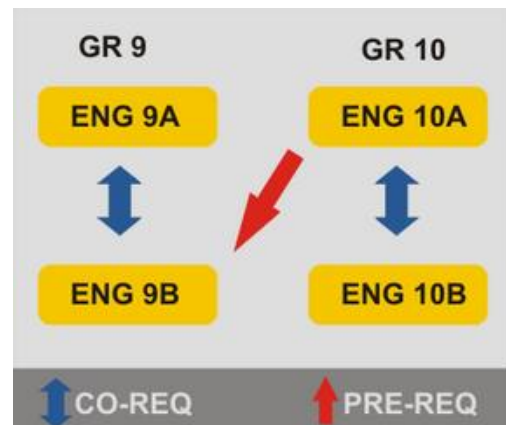 GR 9 GR 10
ENG 9A ENG 10A
ENG 9B ENG 10B
CO-REQ PRE-REQ